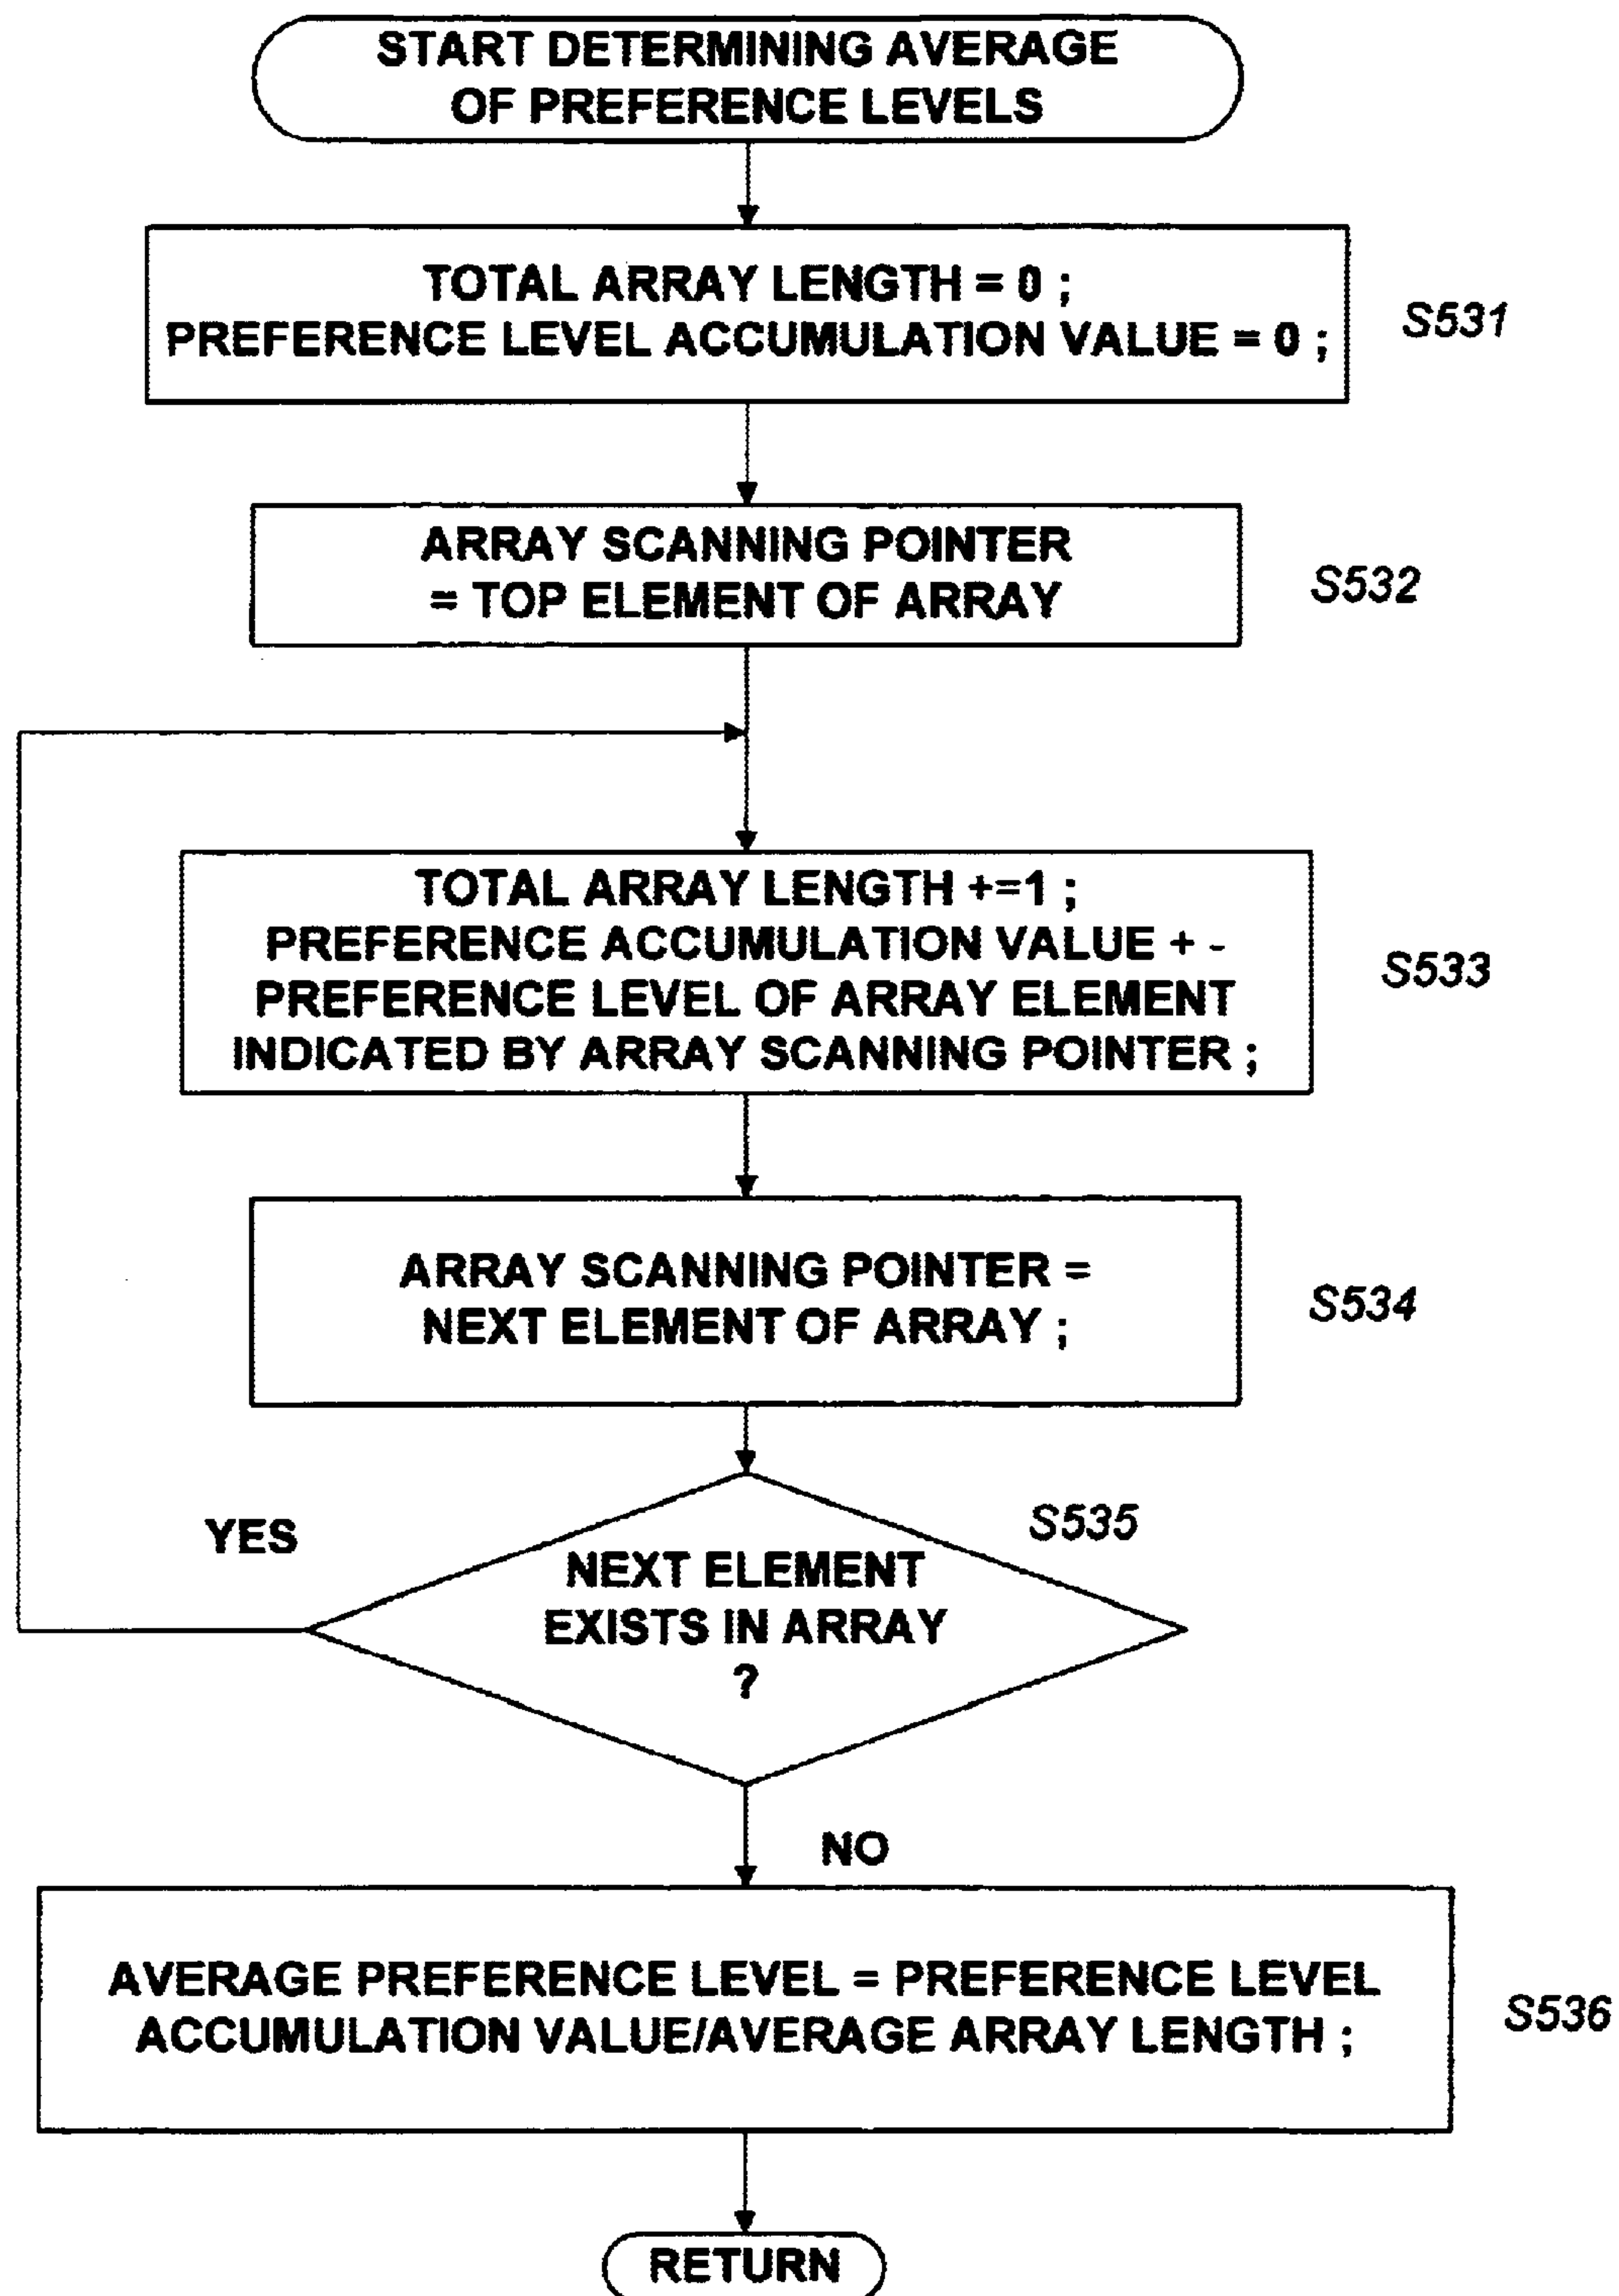 START DETERMINING AVERAGE
OF PREFERENCE LEVELS
TOTAL ARRAY LENGTH = 0 ;
PREFERENCE LEVEL ACCUMULATION VALUE = 0 ;
S531
ARRAY SCANNING POINTER
= TOP ELEMENT OF ARRAY
S532
TOTAL ARRAY LENGTH +=1 ;
PREFERENCE ACCUMULATION VALUE + -
PREFERENCE LEVEL OF ARRAY ELEMENT
INDICATED BY ARRAY SCANNING POINTER ;
S533
ARRAY SCANNING POINTER =
NEXT ELEMENT OF ARRAY ;
S534
YES
S535
NEXT ELEMENT
EXISTS IN ARRAY
?
NO
AVERAGE PREFERENCE LEVEL = PREFERENCE LEVEL
ACCUMULATION VALUE/AVERAGE ARRAY LENGTH ;
S536
RETURN